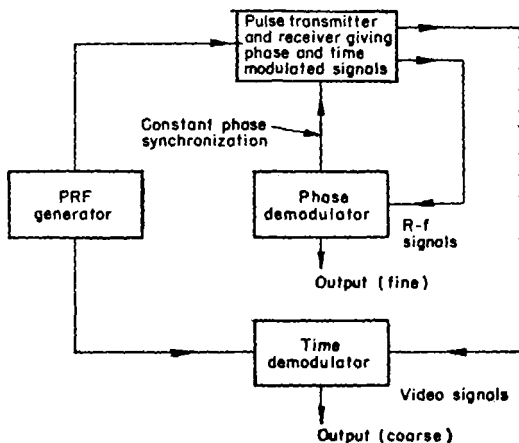 Pulse transmitter
and receiver giving
phase and time
modulated signals
Constant phase
synchronization
PRF
generator
Phase
demodulator
R-f
signals
Output (fine)
Time
demodulator
Video signals
Output (coarse)